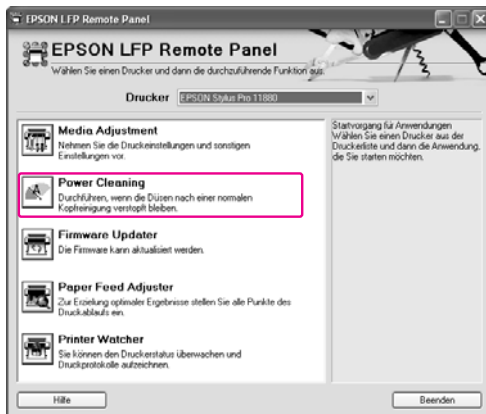 EPSON LFP Remote Panel
EPSON LFP Remote Panel
Wählen Sie einen Drucker und dann die durchzuführende Funktion aus.
Drucker EPSON Stylus Pro 11880
Media Adjustment
Nehmen Sie die Druckeinstellungen und sonstigen
Einstellungen vor.
Power Cleaning
Durchführen, wenn die Düsen nach einer normalen
Kopfreinigung verstopft bleiben.
Firmware Updater
Die Firmware kann aktualisiert werden.
Paper Feed Adjuster
Zur Erzielung optimaler Ergebnisse stellen Sie alle Punkte des
Druckablaufs ein.
Printer Watcher
Sie können den Druckerstatus überwachen und
Druckprotokolle aufzeichnen.
Startvorgang für Anwendungen
Wählen Sie einen Drucker aus der
Druckerliste und dann die Anwendung,
die Sie starten möchten.
Hilfe
Beenden